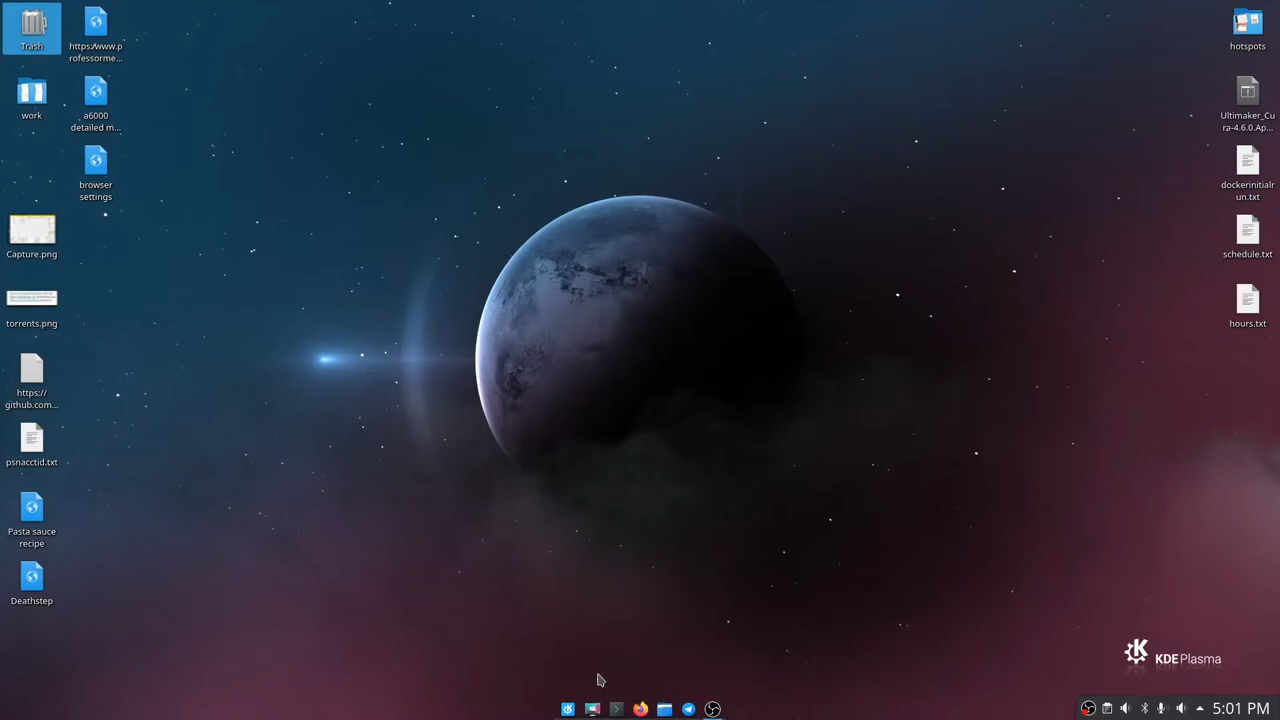 Trash
https://www.p
rofessorme...
hotspots
work
a6000
detailed m...
Ultimaker_Cu
ra-4.6.0.Ap...
browser
settings
dockerinitialr
un.txt
Capture.png
schedule.txt
torrents.png
hours.txt
https://
github.com...
psnacctid.txt
Pasta sauce
recipe
Deathstep
KDE Plasma
5:01 PM